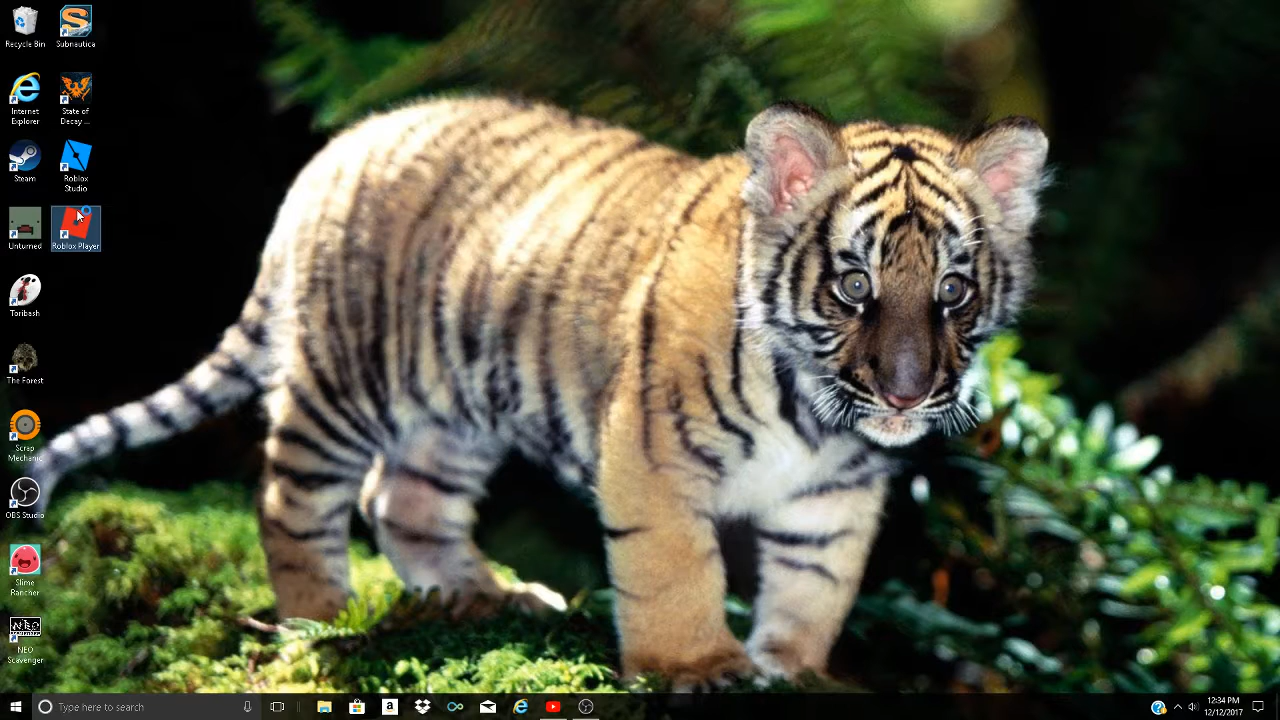 Recycle Bin
Subnautica
Internet
Explorer
State of
Decay ...
Steam
Roblox
Studio
Unturned
Roblox Player
Toribash
The Forest
Scrap
Mechanic
OBS Studio
Slime
Rancher
NEO
NEO
Scavenger
Type here to search
12:34 PM
12/12/2017